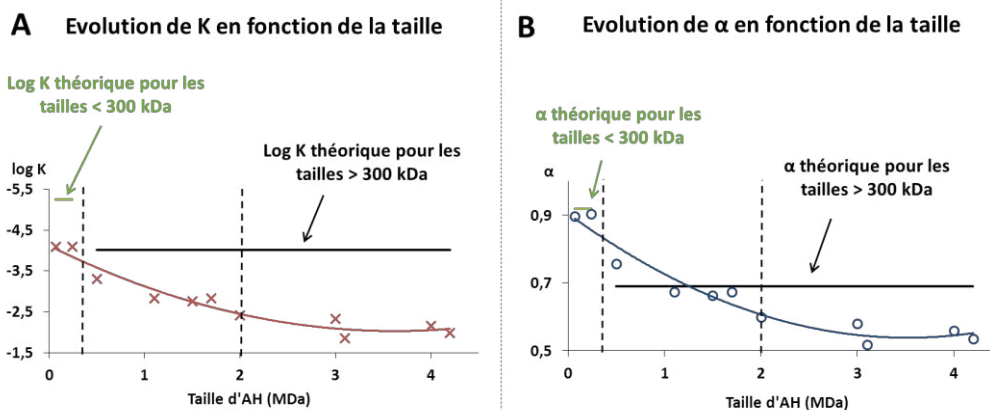 A
Evolution de K en fonction de la taille
Log K théorique pour les
tailles < 300 kDa
Log K théorique pour les
tailles > 300 kDa
log K
-5,5
-4,5
-3,5
-2,5
-1,5
0
1
2
3
4
Taille d'AH (MDa)
B
Evolution de α en fonction de la taille
α théorique pour les
tailles < 300 kDa
α théorique pour les
tailles > 300 kDa
α
0,9
0,7
0,5
0
1
2
3
4
Taille d'AH (MDa)